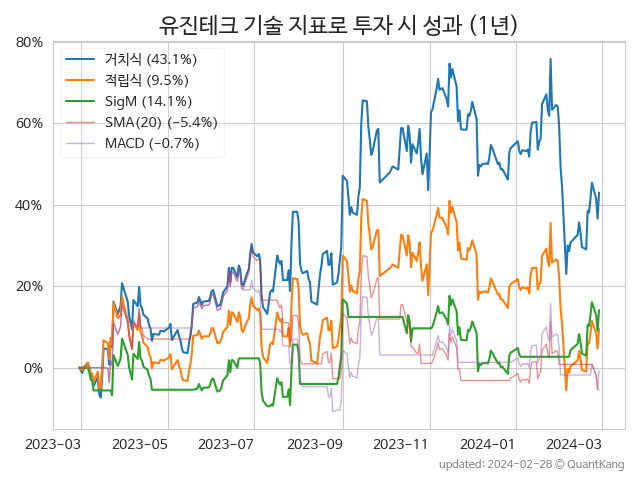 유진테크 기술 지표로 투자 시 성과 (1년)
80%
60%
40%
20%
0%
거치식 (43.1%)
적립식 (9.5%)
SigM (14.1%)
SMA(20) (−5.4%)
MACD (−0.7%)
2023-03 2023-05 2023-07 2023-09 2023-11 2024-01 2024-03
updated: 2024-02-28 © QuantKang